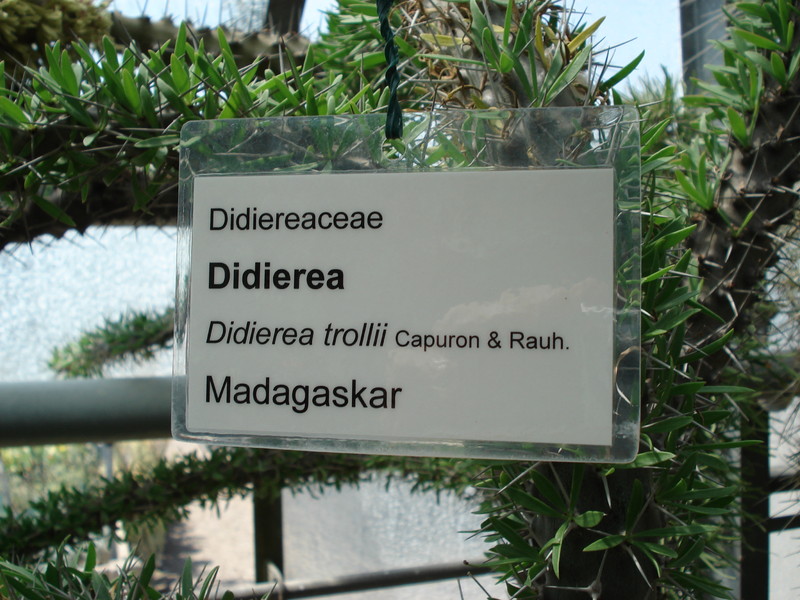 Didiereaceae
Didierea
Didierea trollii Capuron & Rauh.
Madagaskar